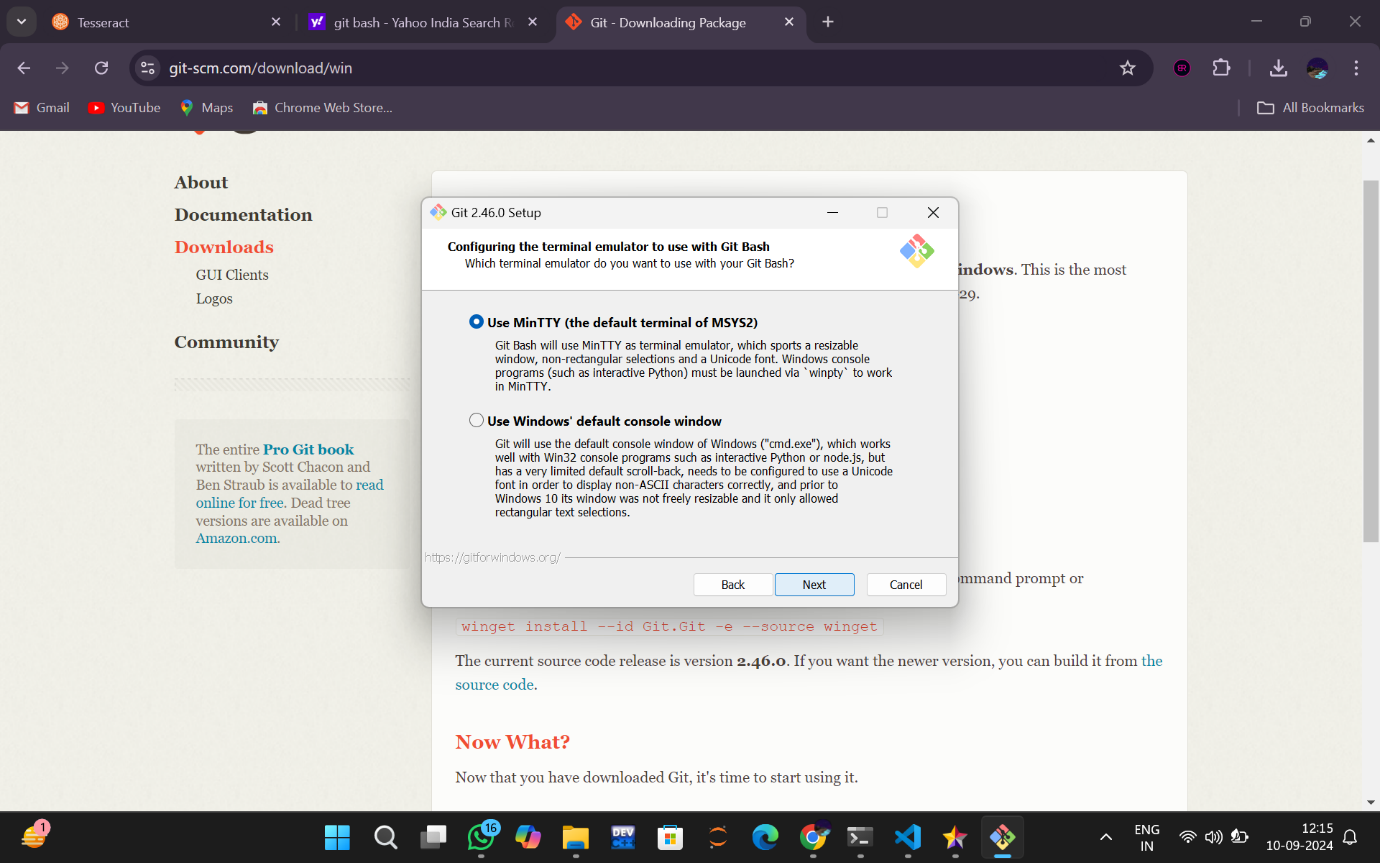 Tesseract
git bash - Yahoo India Search R
Git - Downloading Package
git-scm.com/download/win
Gmail
YouTube
Maps
Chrome Web Store...
All Bookmarks
About
Documentation
Downloads
GUI Clients
Logos
Community
The entire Pro Git book
written by Scott Chacon and
Ben Straub is available to read
online for free. Dead tree
versions are available on
Amazon.com.
indows. This is the most
29.
Git 2.46.0 Setup
Configuring the terminal emulator to use with Git Bash
Which terminal emulator do you want to use with your Git Bash?
Use MinTTY (the default terminal of MSYS2)
Git Bash will use MinTTY as terminal emulator, which sports a resizable
window, non-rectangular selections and a Unicode font. Windows console
programs (such as interactive Python) must be launched via `winpty` to work
in MinTTY.
Use Windows' default console window
Git will use the default console window of Windows ("cmd.exe"), which works
well with Win32 console programs such as interactive Python or node.js, but
has a very limited default scroll-back, needs to be configured to use a Unicode
font in order to display non-ASCII characters correctly, and prior to
Windows 10 its window was not freely resizable and it only allowed
rectangular text selections.
https://gitforwindows.org/
Back
Next
Cancel
mmand prompt or
winget install --id Git.Git -e --source winget
The current source code release is version 2.46.0. If you want the newer version, you can build it from the
source code.
Now What?
Now that you have downloaded Git, it's time to start using it.
1
16
DEV
ENG
IN
12:15
10-09-2024